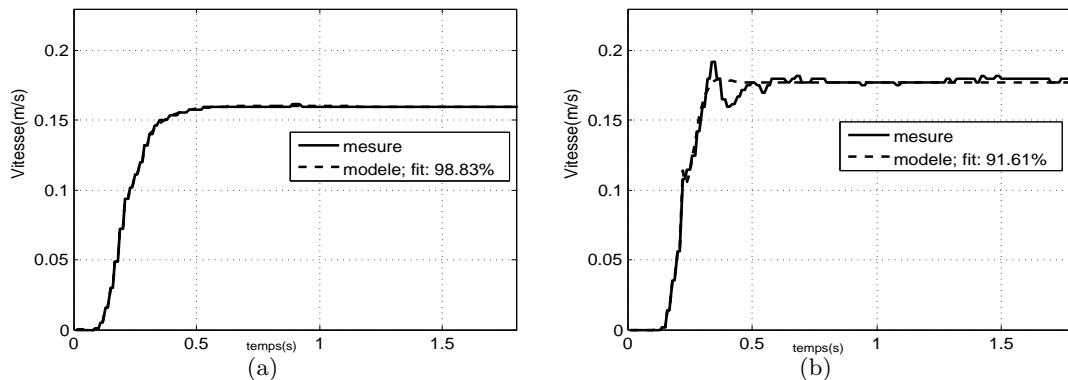 0.2
0.15
0.1
0.05
0
Vitesse(m/s)
mesure
modele; fit: 98.83%
0
0.5
1
1.5
temps(s)
(a)
0.2
0.15
0.1
0.05
0
Vitesse(m/s)
mesure
modele; fit: 91.61%
0
0.5
1
1.5
temps(s)
(b)